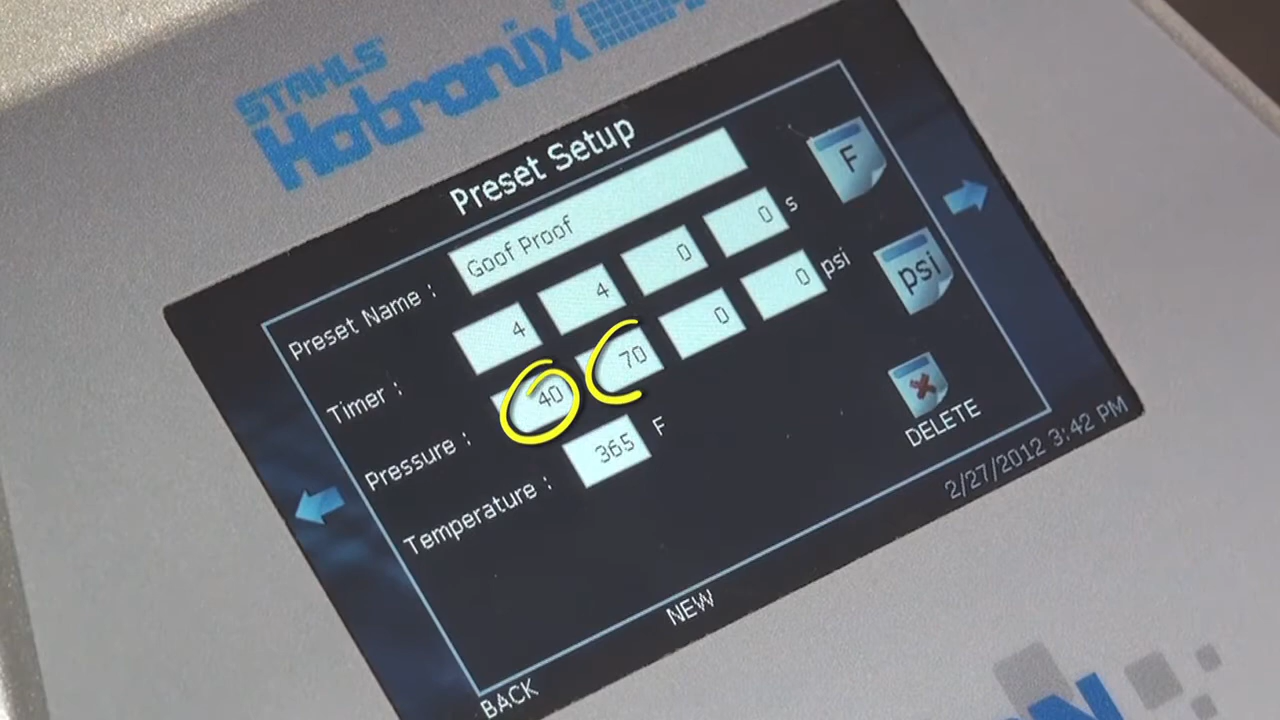 STAHLS'
Hotronix
Preset Setup
Preset Name : Goof Proof
Timer : 4 4 0 0 s
Pressure : 40 70 0 0 psi
Temperature : 365 F
F
psi
DELETE
2/27/2012 3:42 PM
NEW
BACK